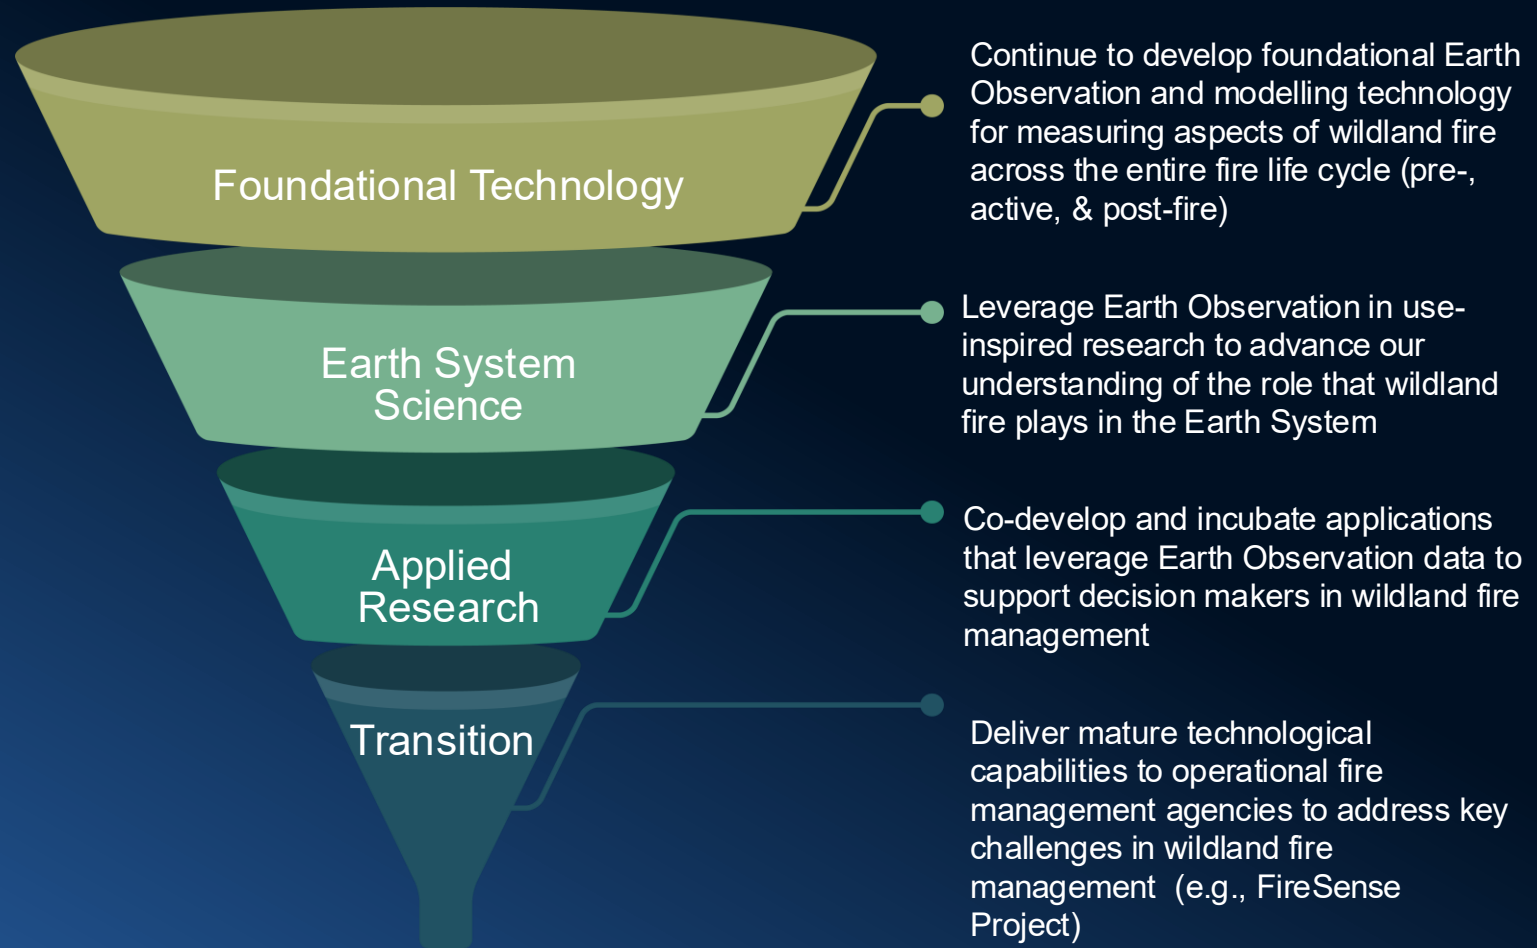 Foundational Technology
Continue to develop foundational Earth
Observation and modelling technology
for measuring aspects of wildland fire
across the entire fire life cycle (pre-,
active, & post-fire)
Earth System
Science
Leverage Earth Observation in use-
inspired research to advance our
understanding of the role that wildland
fire plays in the Earth System
Applied
Research
Co-develop and incubate applications
that leverage Earth Observation data to
support decision makers in wildland fire
management
Transition
Deliver mature technological
capabilities to operational fire
management agencies to address key
challenges in wildland fire
management (e.g., FireSense
Project)